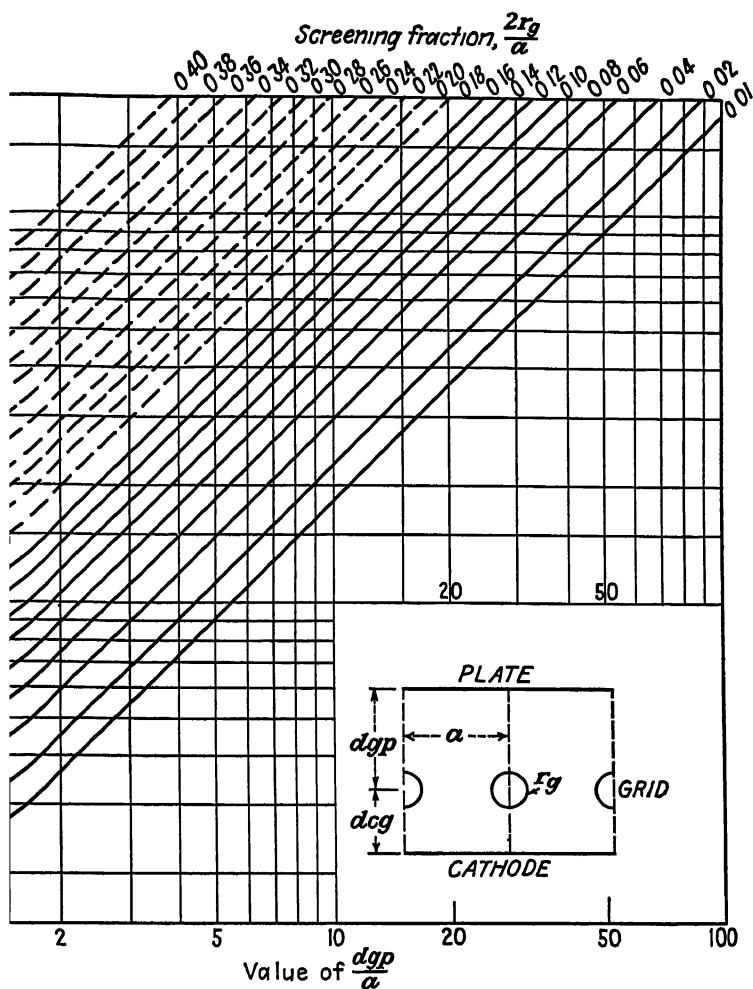 Screening fraction, 2rg/a
0.40 0.38 0.36 0.34 0.32 0.30 0.28 0.26 0.24 0.22 0.20 0.18 0.16 0.14 0.12 0.10 0.08 0.06 0.04 0.02 0.01
20 50
PLATE
dgp
a
rg
GRID
dcg
CATHODE
2 5 10 20 50 100
Value of dgp/a